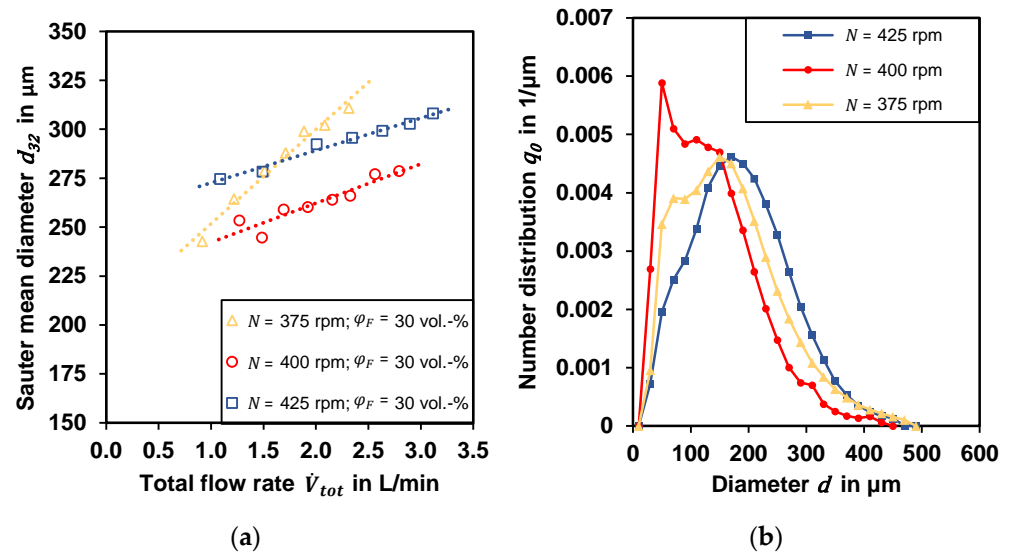 350
325
300
275
250
225
200
175
150
0.0 0.5 1.0 1.5 2.0 2.5 3.0 3.5
Sauter mean diameter d₃₂ in µm
Total flow rate V̇ₜₒₜ in L/min
N = 375 rpm; φ_F = 30 vol.-%
N = 400 rpm; φ_F = 30 vol.-%
N = 425 rpm; φ_F = 30 vol.-%
(a)
0.007
0.006
0.005
0.004
0.003
0.002
0.001
0
0 100 200 300 400 500 600
Number distribution q₀ in 1/µm
Diameter d in µm
N = 425 rpm
N = 400 rpm
N = 375 rpm
(b)